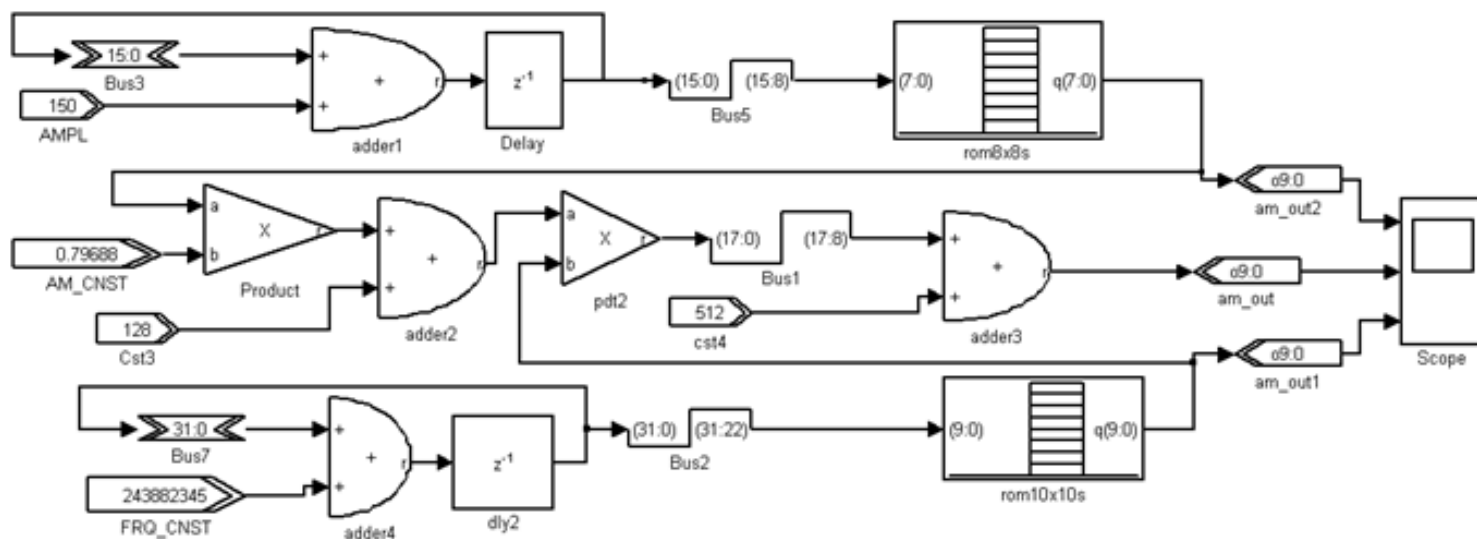 15:0
Bus3
150
AMPL
+
+
+
r
adder1
z⁻¹
Delay
(15:0)
(15:8)
Bus5
(7:0)
q(7:0)
rom8x8s
o9:0
am_out2
a
b
X
r
Product
0.79688
AM_CNST
128
Cst3
+
+
+
r
adder2
a
b
X
r
pdt2
(17:0)
(17:8)
Bus1
512
cst4
+
+
+
r
adder3
o9:0
am_out
o9:0
am_out1
Scope
31:0
Bus7
243882345
FRQ_CNST
+
+
+
r
adder4
z⁻¹
dly2
(31:0)
(31:22)
Bus2
(9:0)
q(9:0)
rom10x10s